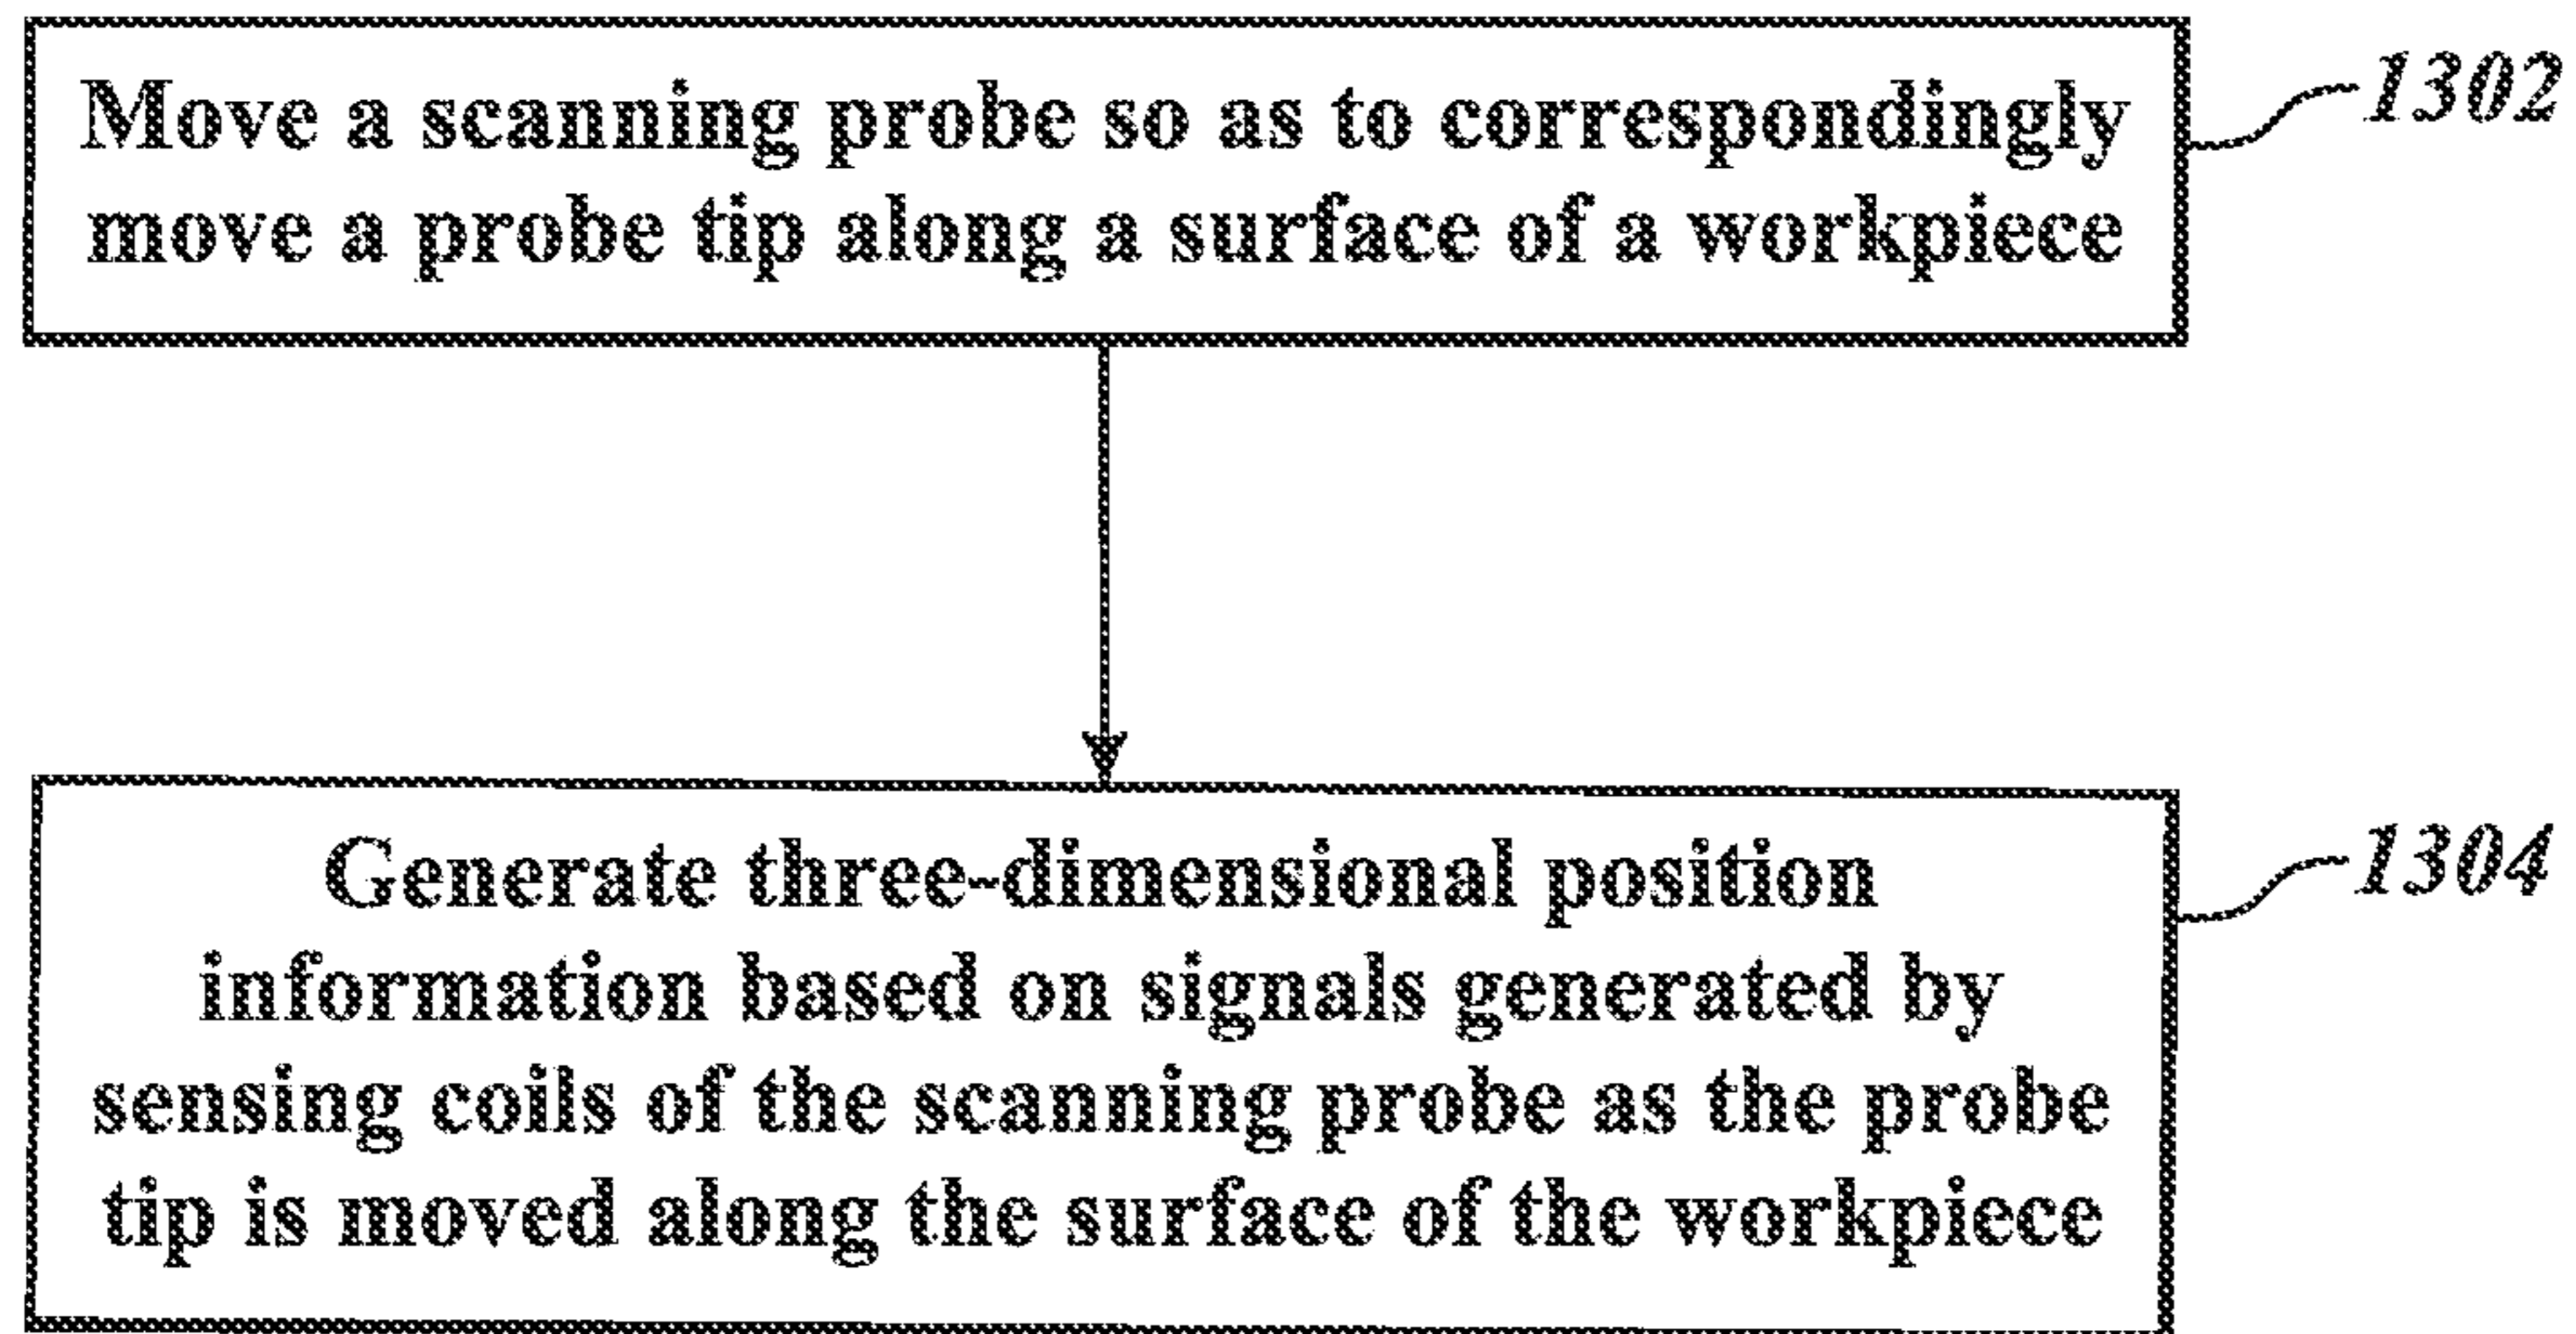 Move a scanning probe so as to correspondingly
move a probe tip along a surface of a workpiece
1302
Generate three-dimensional position
information based on signals generated by
sensing coils of the scanning probe as the probe
tip is moved along the surface of the workpiece
1304